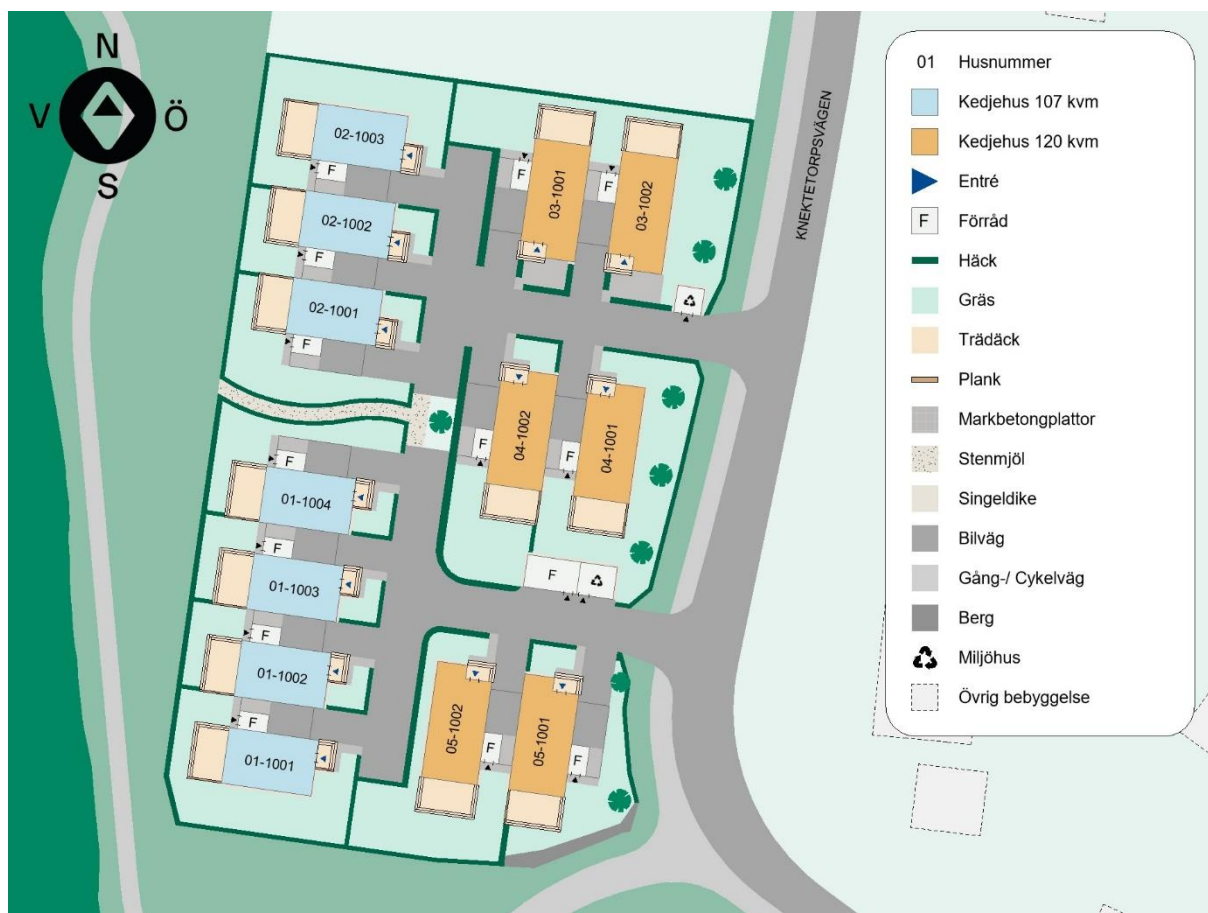 N
V Ö
S
02-1003
F
02-1002
F
02-1001
F
03-1001
F
03-1002
F
KNEKTETORPSVÄGEN
04-1002
F
04-1001
F
F
01-1004
F
01-1003
F
01-1002
F
01-1001
F
05-1002
F
05-1001
F
01 Husnummer
Kedjehus 107 kvm
Kedjehus 120 kvm
Entré
F Förråd
Häck
Gräs
Trädäck
Plank
Markbetongplattor
Stenmjöl
Singeldike
Bilväg
Gång-/ Cykelväg
Berg
Miljöhus
Övrig bebyggelse